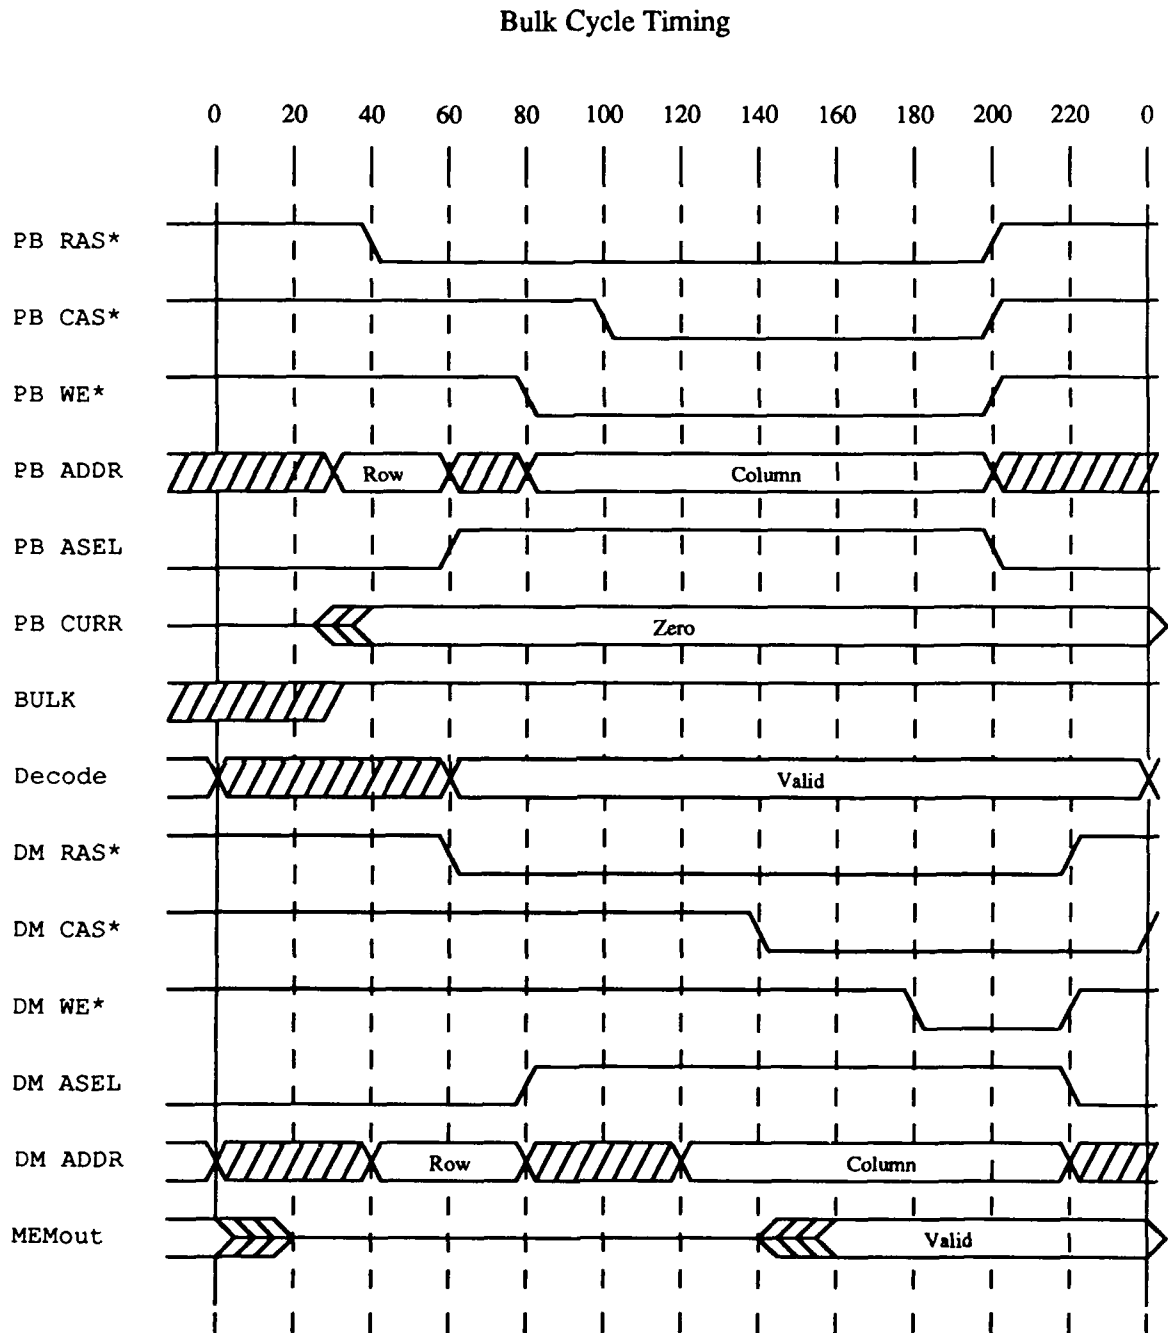 Bulk Cycle Timing
0 20 40 60 80 100 120 140 160 180 200 220 0
PB RAS*
PB CAS*
PB WE*
PB ADDR Row Column
PB ASEL
PB CURR Zero
BULK
Decode Valid
DM RAS*
DM CAS*
DM WE*
DM ASEL
DM ADDR Row Column
MEMout Valid